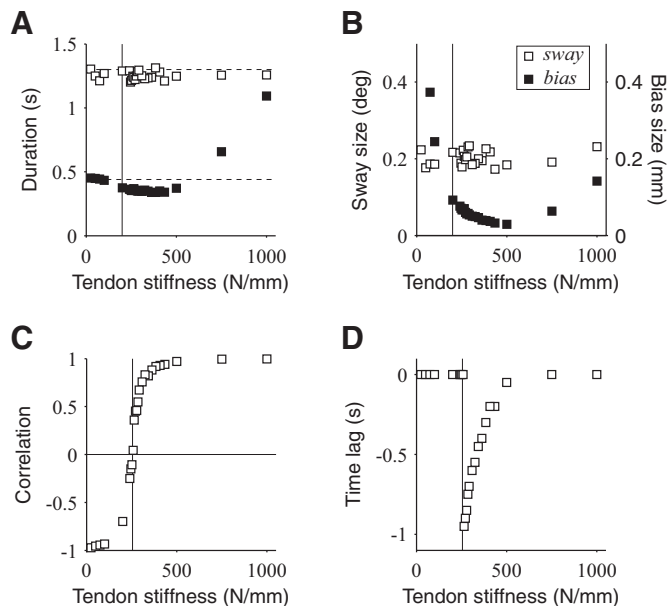 A
Duration (s)
1.5
1
0.5
0
0
500
1000
Tendon stiffness (N/mm)
B
Sway size (deg)
0.4
0.2
0
sway
bias
0.4
0.2
0
Bias size (mm)
0
500
1000
Tendon stiffness (N/mm)
C
Correlation
1
0.5
0
-0.5
-1
0
500
1000
Tendon stiffness (N/mm)
D
Time lag (s)
0
-0.5
-1
0
500
1000
Tendon stiffness (N/mm)